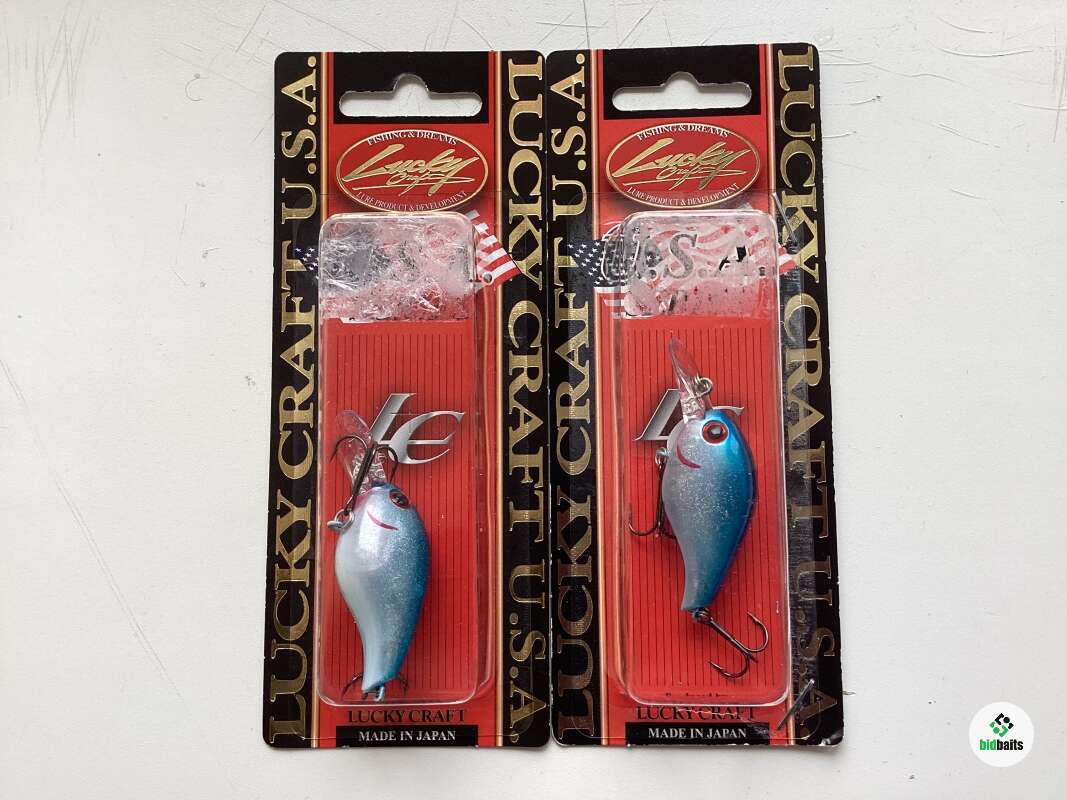 LUCKY CRAFT U.S.A.
FISHING & DREAMS
Lucky
Craft
LURE PRODUCT & DEVELOPMENT
LC
LUCKY CRAFT
MADE IN JAPAN
LUCKY CRAFT U.S.A.
LUCKY CRAFT U.S.A.
FISHING & DREAMS
Lucky
Craft
LURE PRODUCT & DEVELOPMENT
U.S.A.
LC
LUCKY CRAFT
MADE IN JAPAN
LUCKY CRAFT U.S.A.
bidbaits